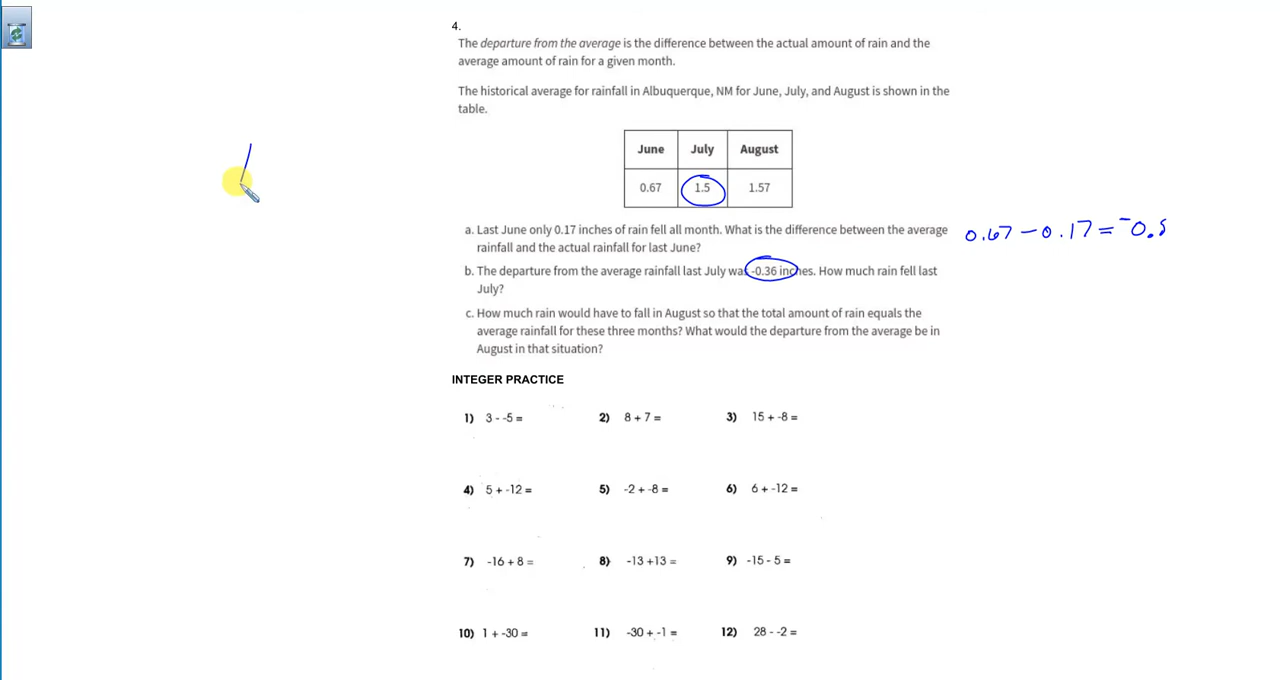 4.
The departure from the average is the difference between the actual amount of rain and the
average amount of rain for a given month.
The historical average for rainfall in Albuquerque, NM for June, July, and August is shown in the
table.
June July August
0.67 1.5 1.57
a. Last June only 0.17 inches of rain fell all month. What is the difference between the average
rainfall and the actual rainfall for last June?
0.67 - 0.17 = -0.5
b. The departure from the average rainfall last July was -0.36 inches. How much rain fell last
July?
c. How much rain would have to fall in August so that the total amount of rain equals the
average rainfall for these three months? What would the departure from the average be in
August in that situation?
INTEGER PRACTICE
1) 3 - -5 = 2) 8 + 7 = 3) 15 + -8 =
4) 5 + -12 = 5) -2 + -8 = 6) 6 + -12 =
7) -16 + 8 = 8) -13 +13 = 9) -15 - 5 =
10) 1 + -30 = 11) -30 + -1 = 12) 28 - -2 =